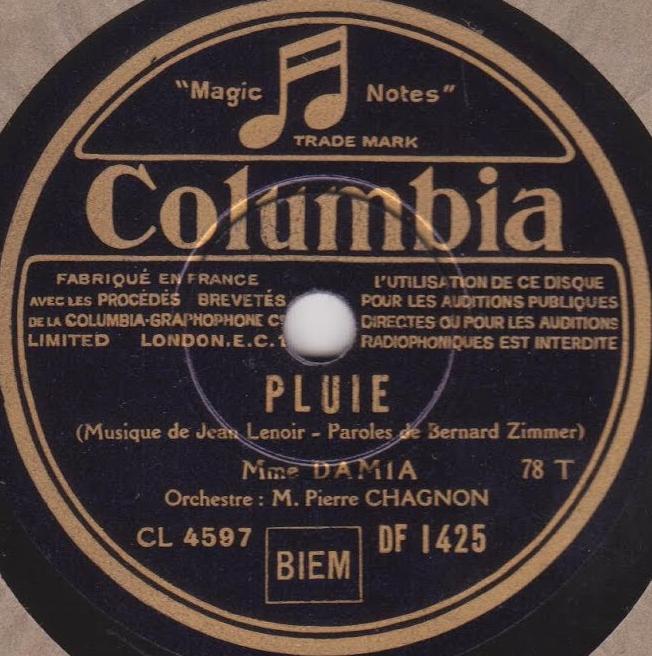 "Magic Notes"
TRADE MARK
Columbia
FABRIQUÉ EN FRANCE
AVEC LES PROCÉDÉS BREVETÉS
DE LA COLUMBIA-GRAPHOPHONE Cº
LIMITED LONDON.E.C.1
L'UTILISATION DE CE DISQUE
POUR LES AUDITIONS PUBLIQUES
DIRECTES OU POUR LES AUDITIONS
RADIOPHONIQUES EST INTERDITE
PLUIE
(Musique de Jean Lenoir - Paroles de Bernard Zimmer)
Mme DAMIA 78 T
Orchestre : M. Pierre CHAGNON
CL 4597 DF 1425
BIEM